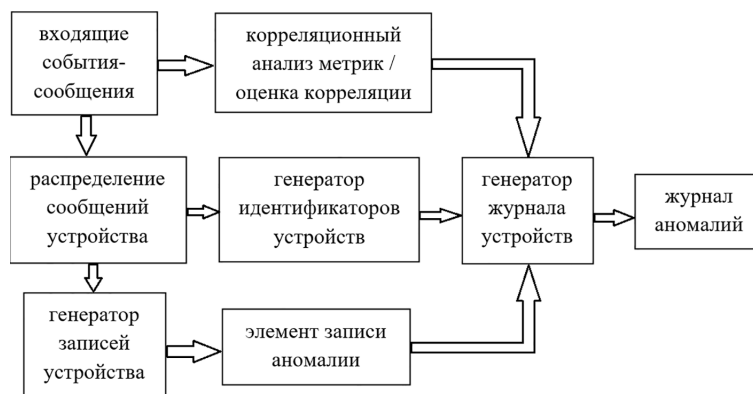 входящие
события-
сообщения
корреляционный
анализ метрик /
оценка корреляции
распределение
сообщений
устройства
генератор
идентификаторов
устройств
генератор
журнала
устройств
журнал
аномалий
генератор
записей
устройства
элемент записи
аномалии